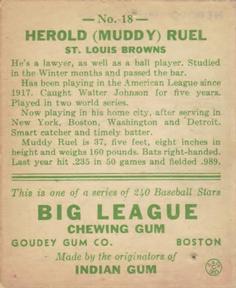 — No. 18 —
HEROLD (MUDDY) RUEL
ST. LOUIS BROWNS
He's a lawyer, as well as a ball player. Studied
in the Winter months and passed the bar.
Has been playing in the American League
since 1917. Caught Walter Johnson for five years.
Played in two world series.
Now playing in his home city, after serving in
New York, Boston, Washington and Detroit.
Smart catcher and timely batter.
Muddy Ruel is 37, five feet, eight inches in
height and weighs 160 pounds. Bats right-handed.
Last year hit .235 in 50 games and fielded .989.
This is one of a series of 240 Baseball Stars
BIG LEAGUE
CHEWING GUM
GOUDEY GUM CO. BOSTON
Made by the originators of
INDIAN GUM